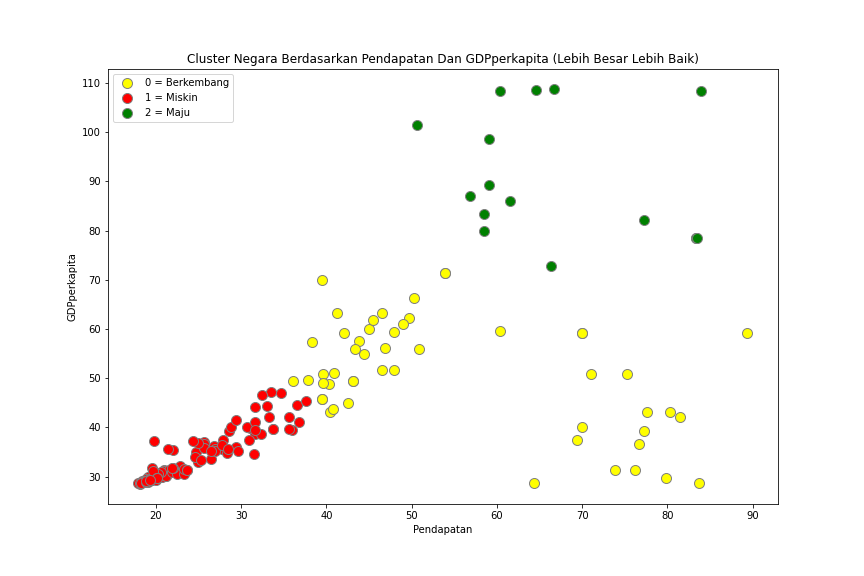 Cluster Negara Berdasarkan Pendapatan Dan GDPperkapita (Lebih Besar Lebih Baik)
0 = Berkembang
1 = Miskin
2 = Maju
110
100
90
80
70
60
50
40
30
GDPperkapita
20 30 40 50 60 70 80 90
Pendapatan